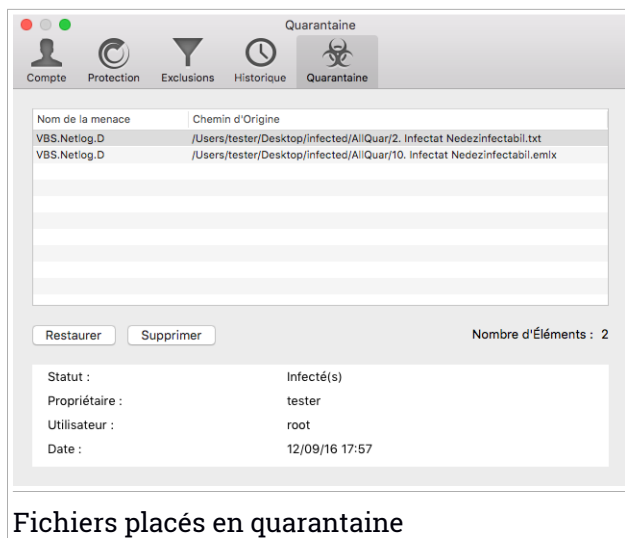 Quarantaine
Compte Protection Exclusions Historique Quarantaine
Nom de la menace Chemin d'Origine
VBS.Netlog.D /Users/tester/Desktop/infected/AllQuar/2. Infectat Nedezinfectabil.txt
VBS.Netlog.D /Users/tester/Desktop/infected/AllQuar/10. Infectat Nedezinfectabil.emlx
Restaurer Supprimer Nombre d'Éléments : 2
Statut : Infecté(s)
Propriétaire : tester
Utilisateur : root
Date : 12/09/16 17:57
Fichiers placés en quarantaine